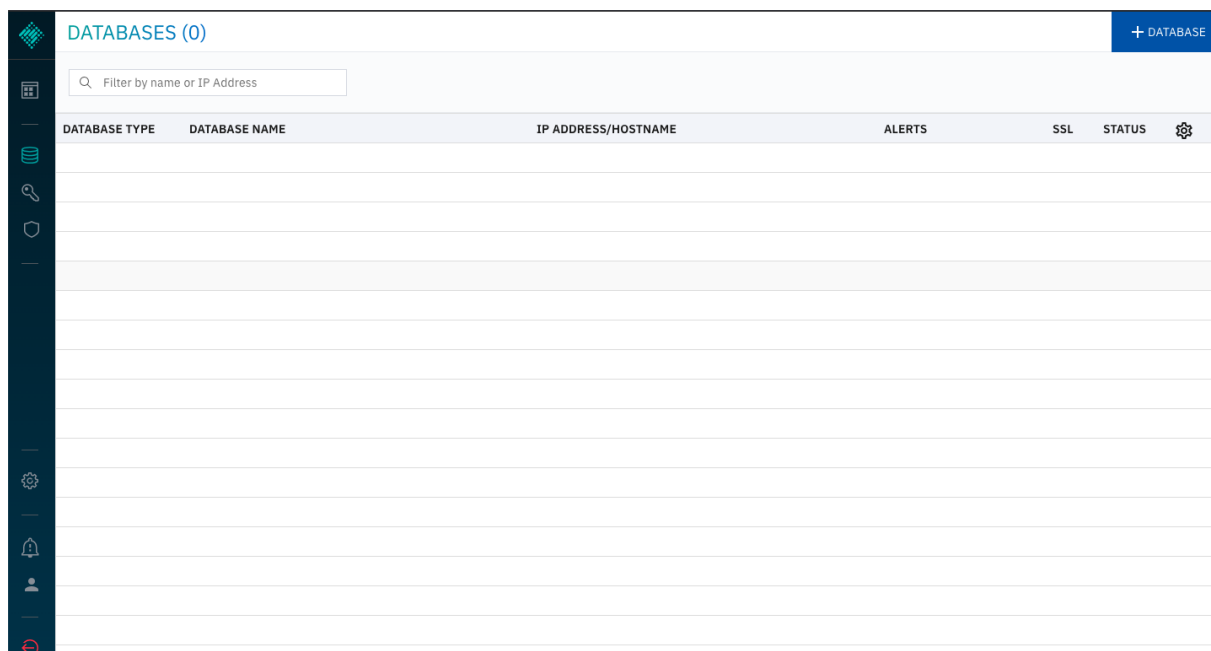 DATABASES (0)
+ DATABASE
Filter by name or IP Address
DATABASE TYPE DATABASE NAME IP ADDRESS/HOSTNAME ALERTS SSL STATUS